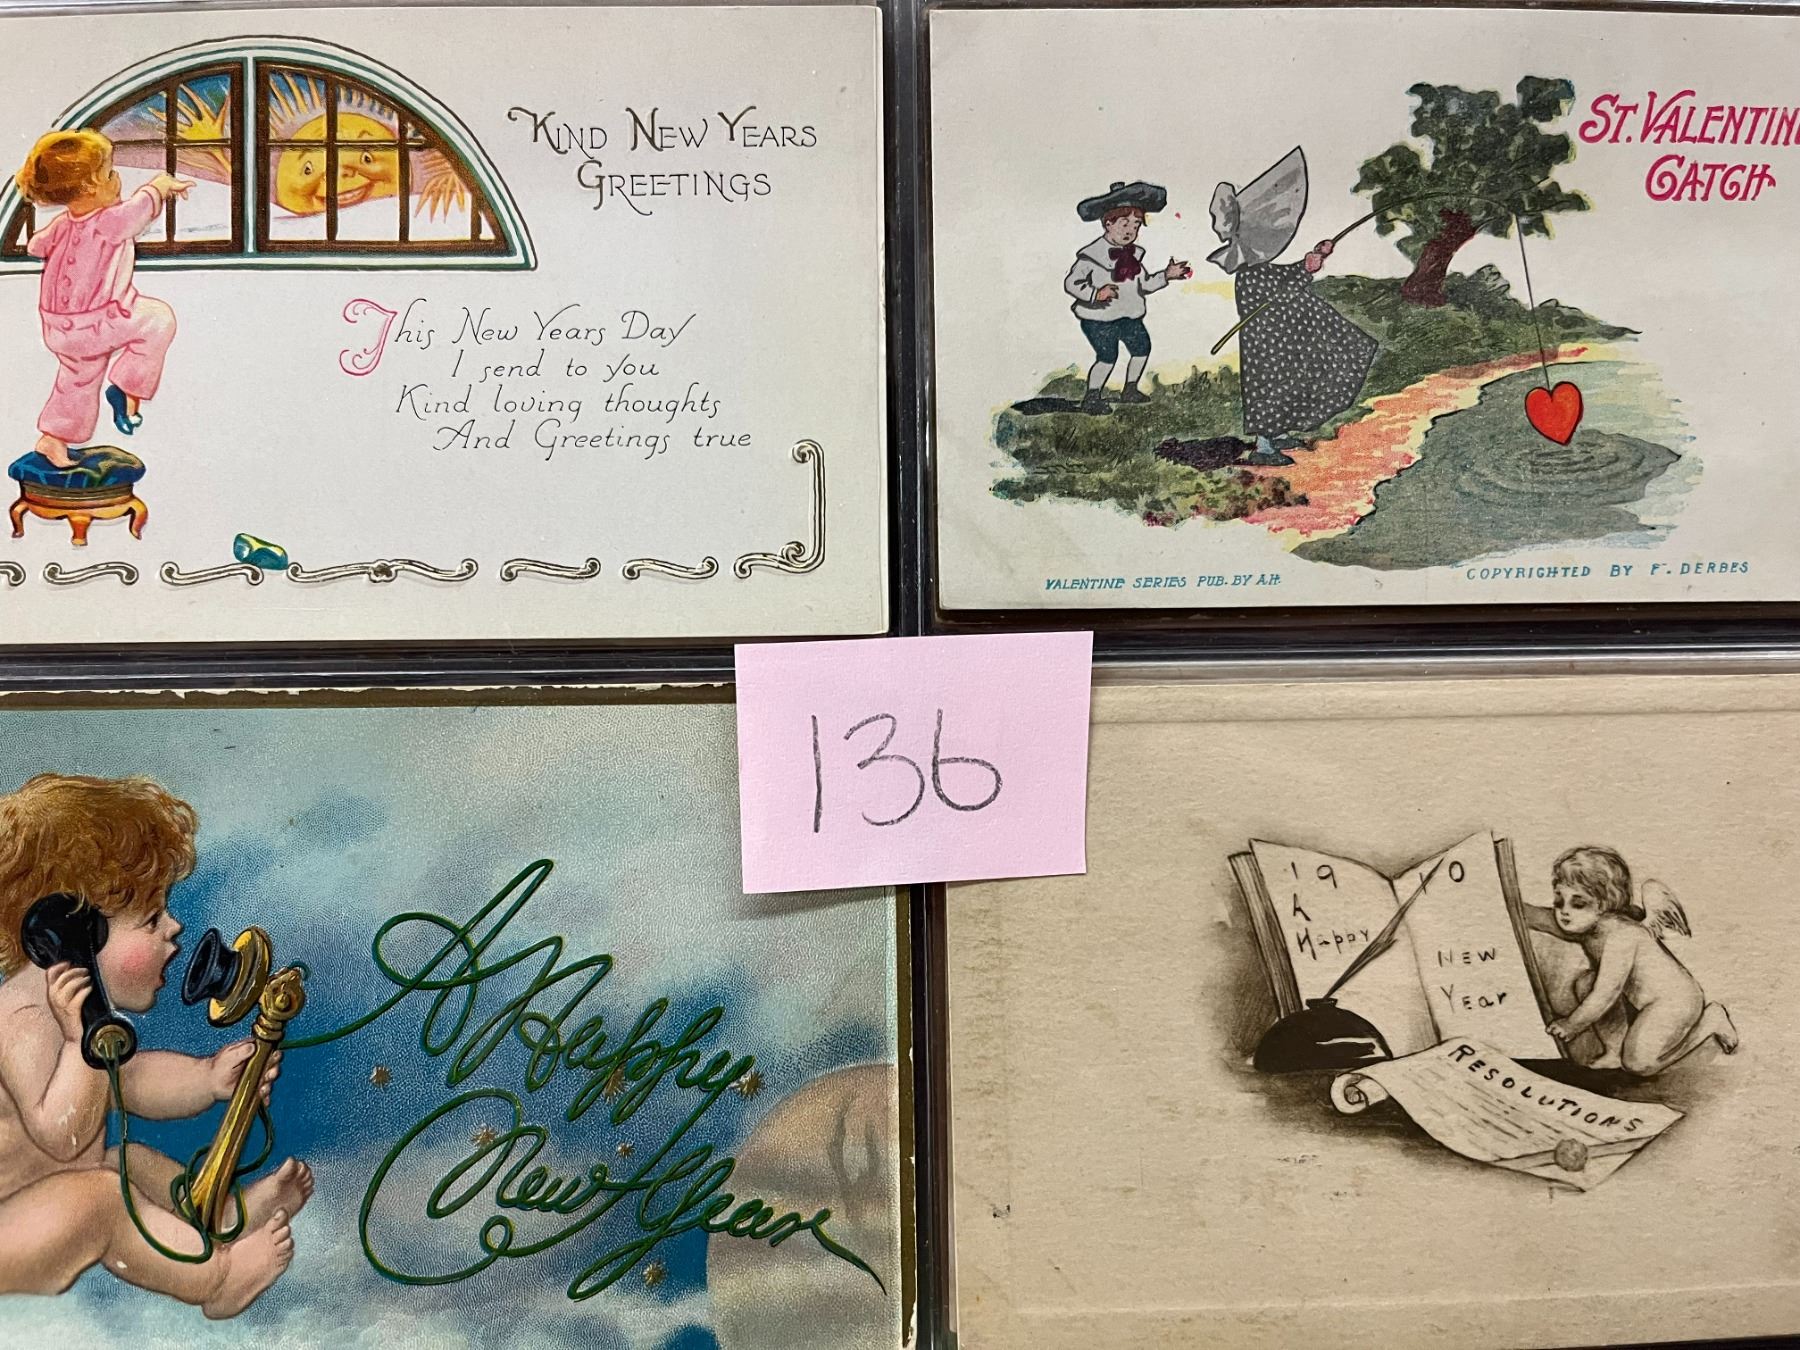 KIND NEW YEARS
GREETINGS
This New Years Day
I send to you
Kind loving thoughts
And Greetings true
ST. VALENTINE
CATCH
VALENTINE SERIES PUB. BY A.H.
COPYRIGHTED BY F. DERBES
136
A Happy
New Year
19 10
A
Happy
NEW
Year
RESOLUTIONS